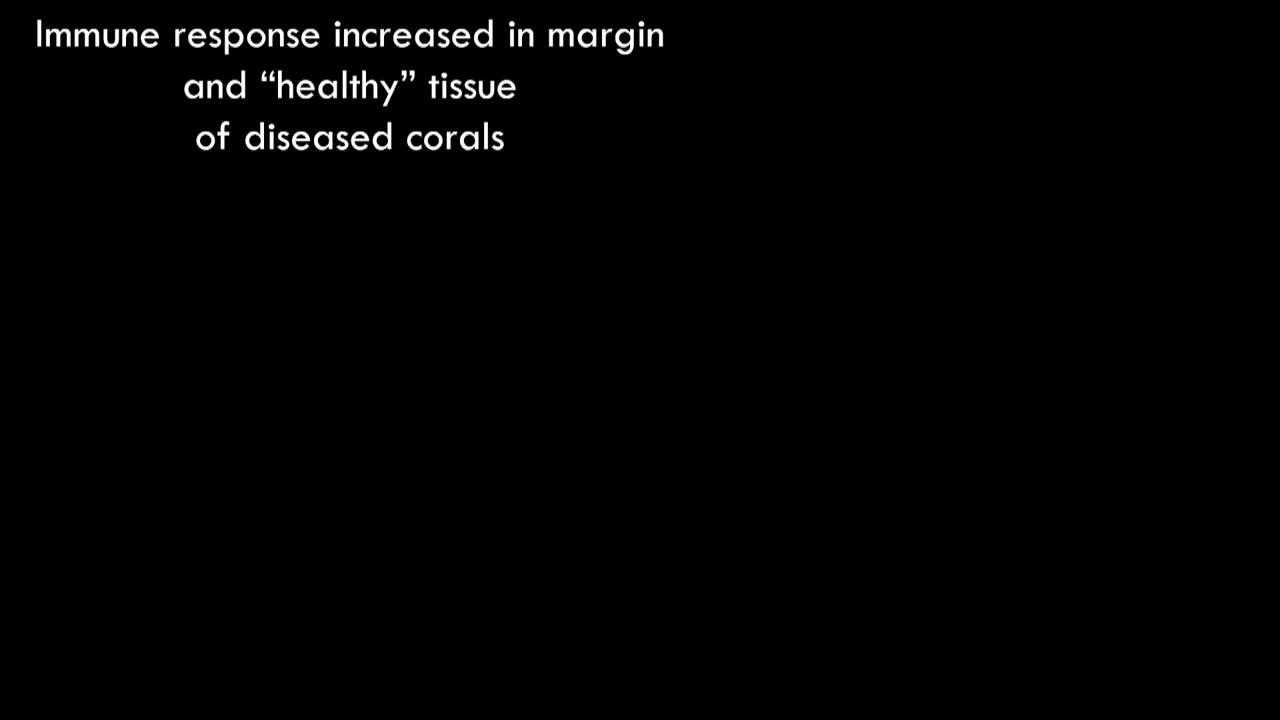 Immune response increased in margin
and “healthy” tissue
of diseased corals